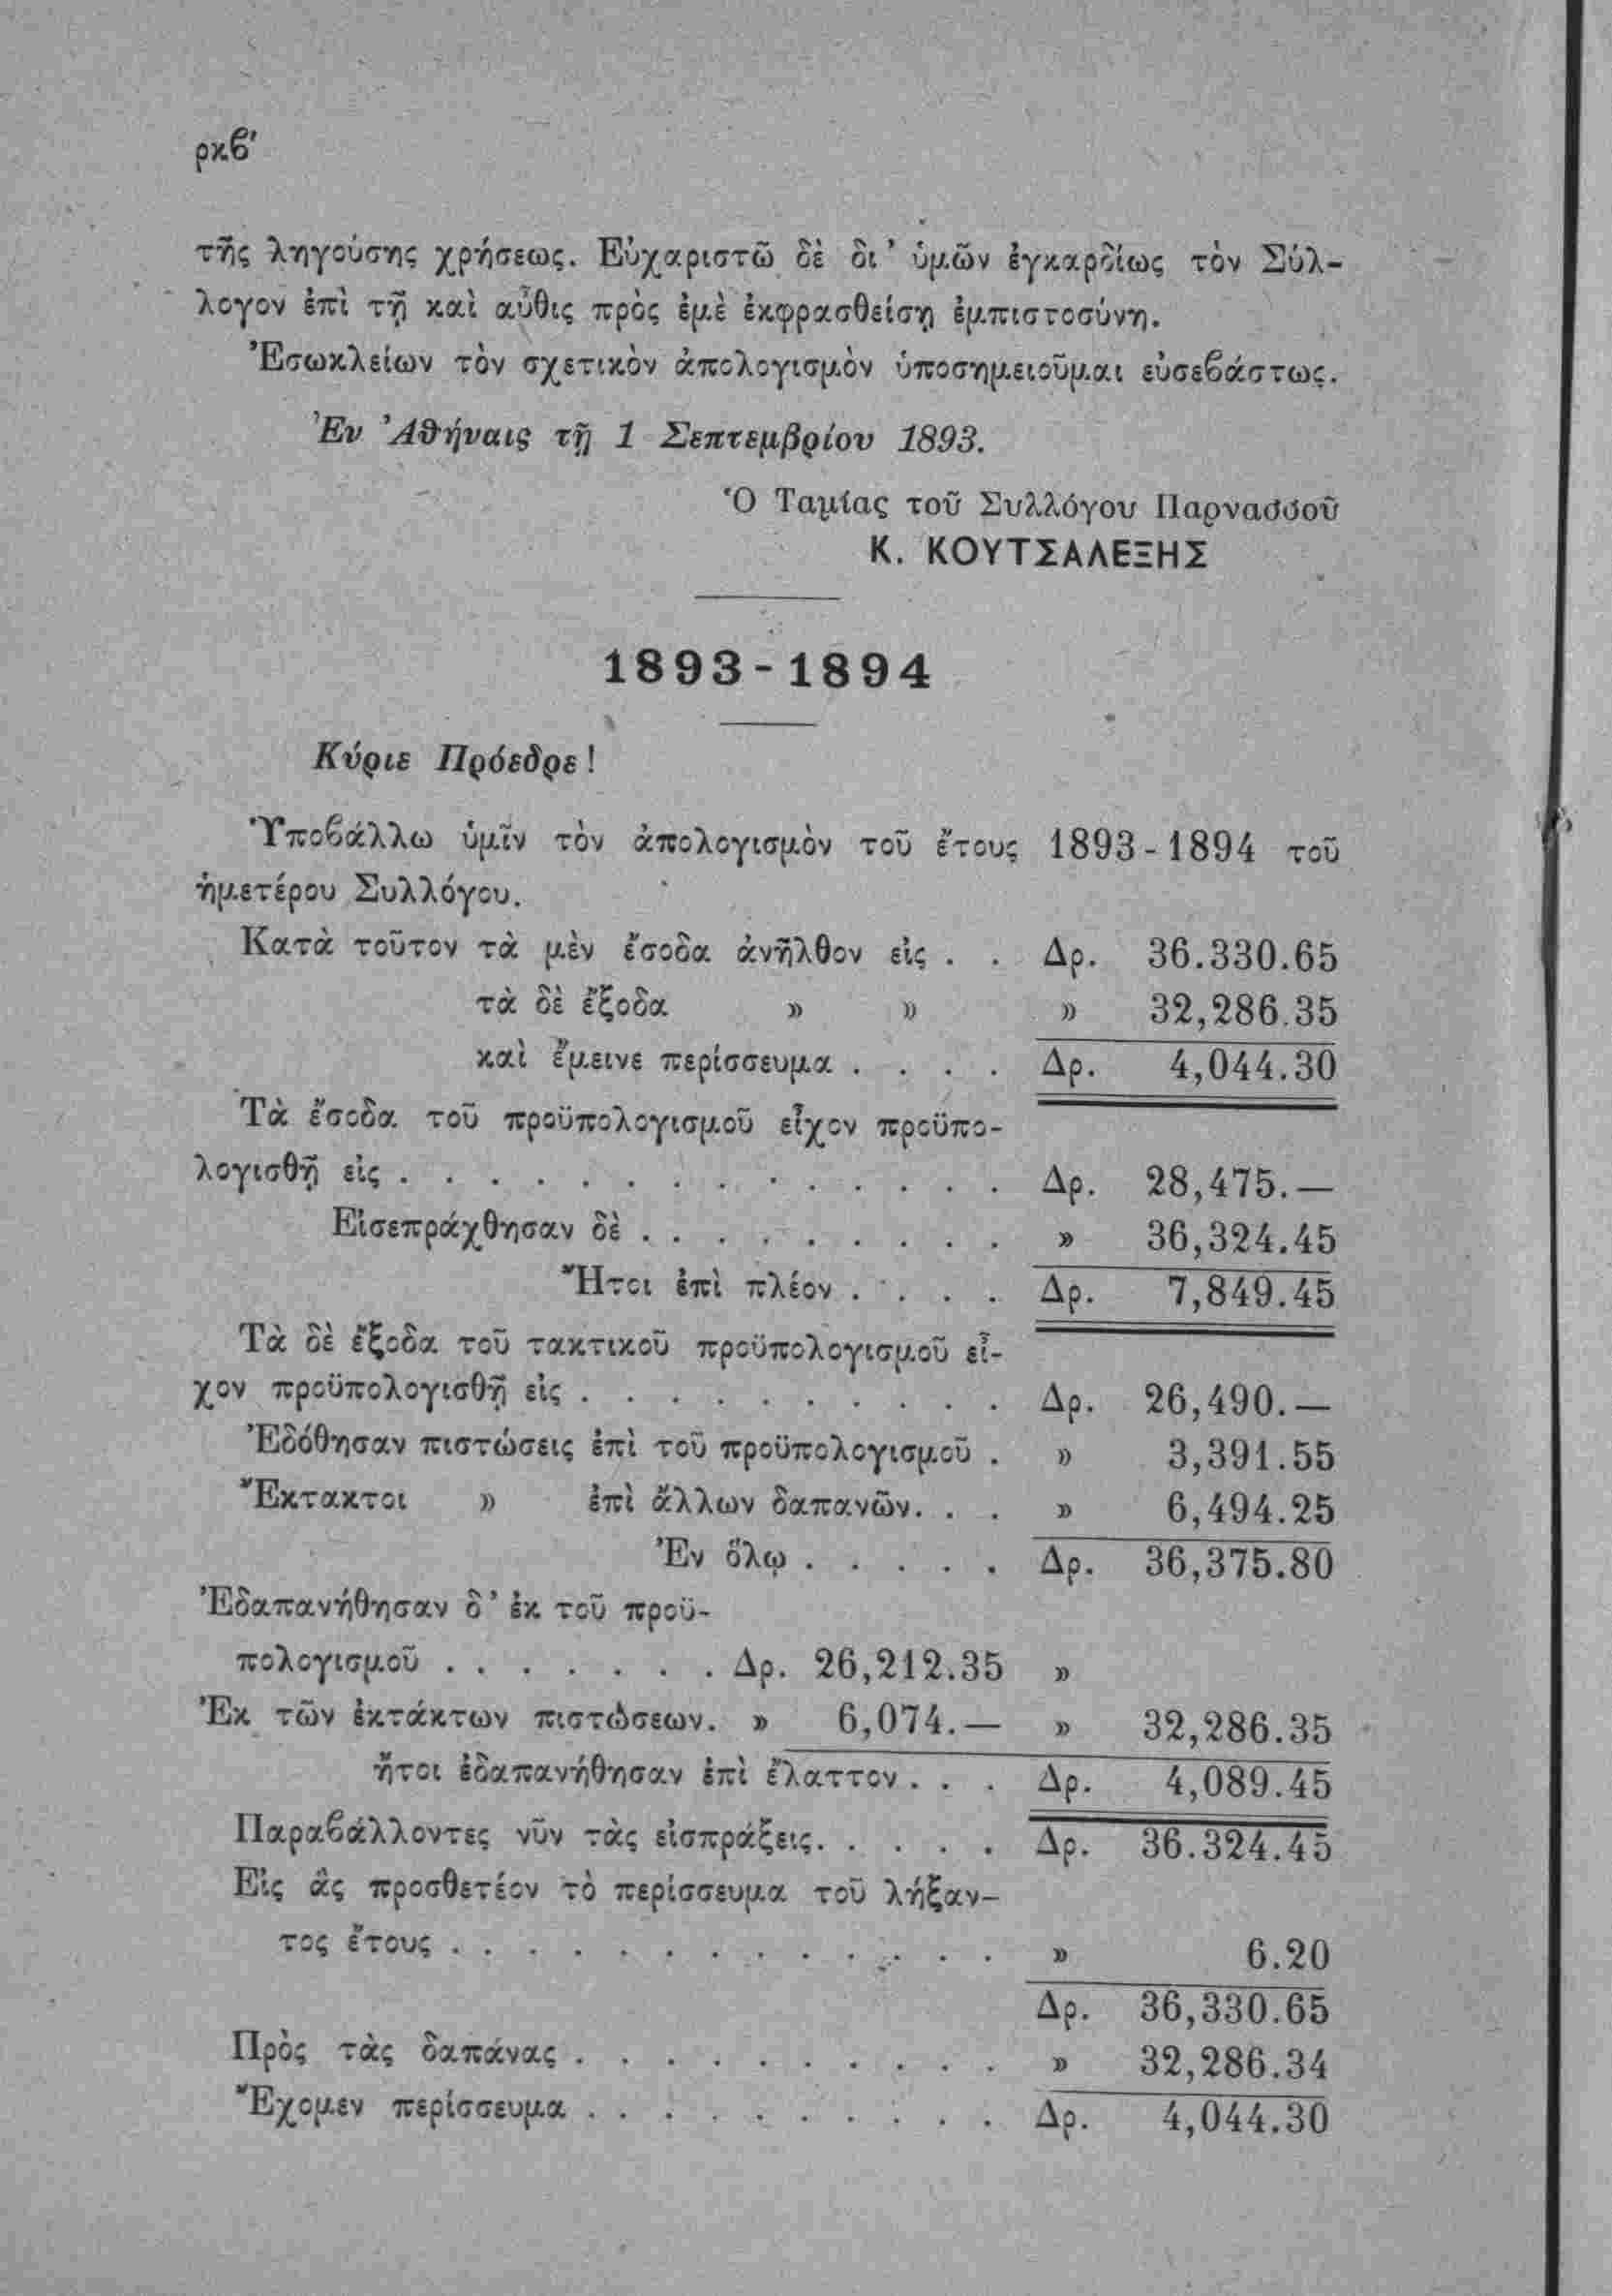 ρκϐ'
τῆς ληγούσης χρήσεως. Εὐχαριστῶ δὲ δι' ὑμῶν ἐγκαρδίως τὸν Σύλ-
λογον ἐπὶ τῇ καὶ αὖθις πρὸς ἐμὲ ἐκφρασθείσῃ ἐμπιστοσύνῃ.
Ἐσωκλείων τὸν σχετικὸν ἀπολογισμὸν ὑποσημειοῦμαι εὐσεϐάστως.
Ἐν Ἀθήναις τῇ 1 Σεπτεμβρίου 1893.
Ὁ Ταμίας τοῦ Συλλόγου Παρνασσοῦ
Κ. ΚΟΥΤΣΑΛΕΞΗΣ
1893-1894
Κύριε Πρόεδρε!
Ὑποϐάλλω ὑμῖν τὸν ἀπολογισμὸν τοῦ ἔτους 1893-1894 τοῦ
ἡμετέρου Συλλόγου.
Κατὰ τοῦτον τὰ μὲν ἔσοδα ἀνῆλθον εἰς . . Δρ. 36.330.65
τὰ δὲ ἔξοδα » » » 32,286.35
καὶ ἔμεινε περίσσευμα . . . . Δρ. 4,044.30
Τὰ ἔσοδα τοῦ προϋπολογισμοῦ εἶχον προϋπο-
λογισθῇ εἰς . . . . . . . . . . . . . . Δρ. 28,475.—
Εἰσεπράχθησαν δὲ . . . . . . . . . » 36,324.45
Ἤτοι ἐπὶ πλέον . . . . Δρ. 7,849.45
Τὰ δὲ ἔξοδα τοῦ τακτικοῦ προϋπολογισμοῦ εἶ-
χον προϋπολογισθῇ εἰς . . . . . . . . . . Δρ. 26,490.—
Ἐδόθησαν πιστώσεις ἐπὶ τοῦ προϋπολογισμοῦ . » 3,391.55
Ἔκτακτοι » ἐπὶ ἄλλων δαπανῶν. . . » 6,494.25
Ἐν ὅλῳ . . . . . Δρ. 36,375.80
Ἐδαπανήθησαν δ' ἐκ τοῦ προϋ-
πολογισμοῦ . . . . . . . Δρ. 26,212.35 »
Ἐκ τῶν ἐκτάκτων πιστώσεων. » 6,074.— » 32,286.35
ἤτοι ἐδαπανήθησαν ἐπὶ ἔλαττον . . . Δρ. 4,089.45
Παραϐάλλοντες νῦν τὰς εἰσπράξεις. . . . . Δρ. 36.324.45
Εἰς ἃς προσθετέον τὸ περίσσευμα τοῦ λήξαν-
τος ἔτους . . . . . . . . . . . . . » 6.20
Δρ. 36,330.65
Πρὸς τὰς δαπάνας . . . . . . . . . . » 32,286.34
Ἔχομεν περίσσευμα . . . . . . . . . . Δρ. 4,044.30